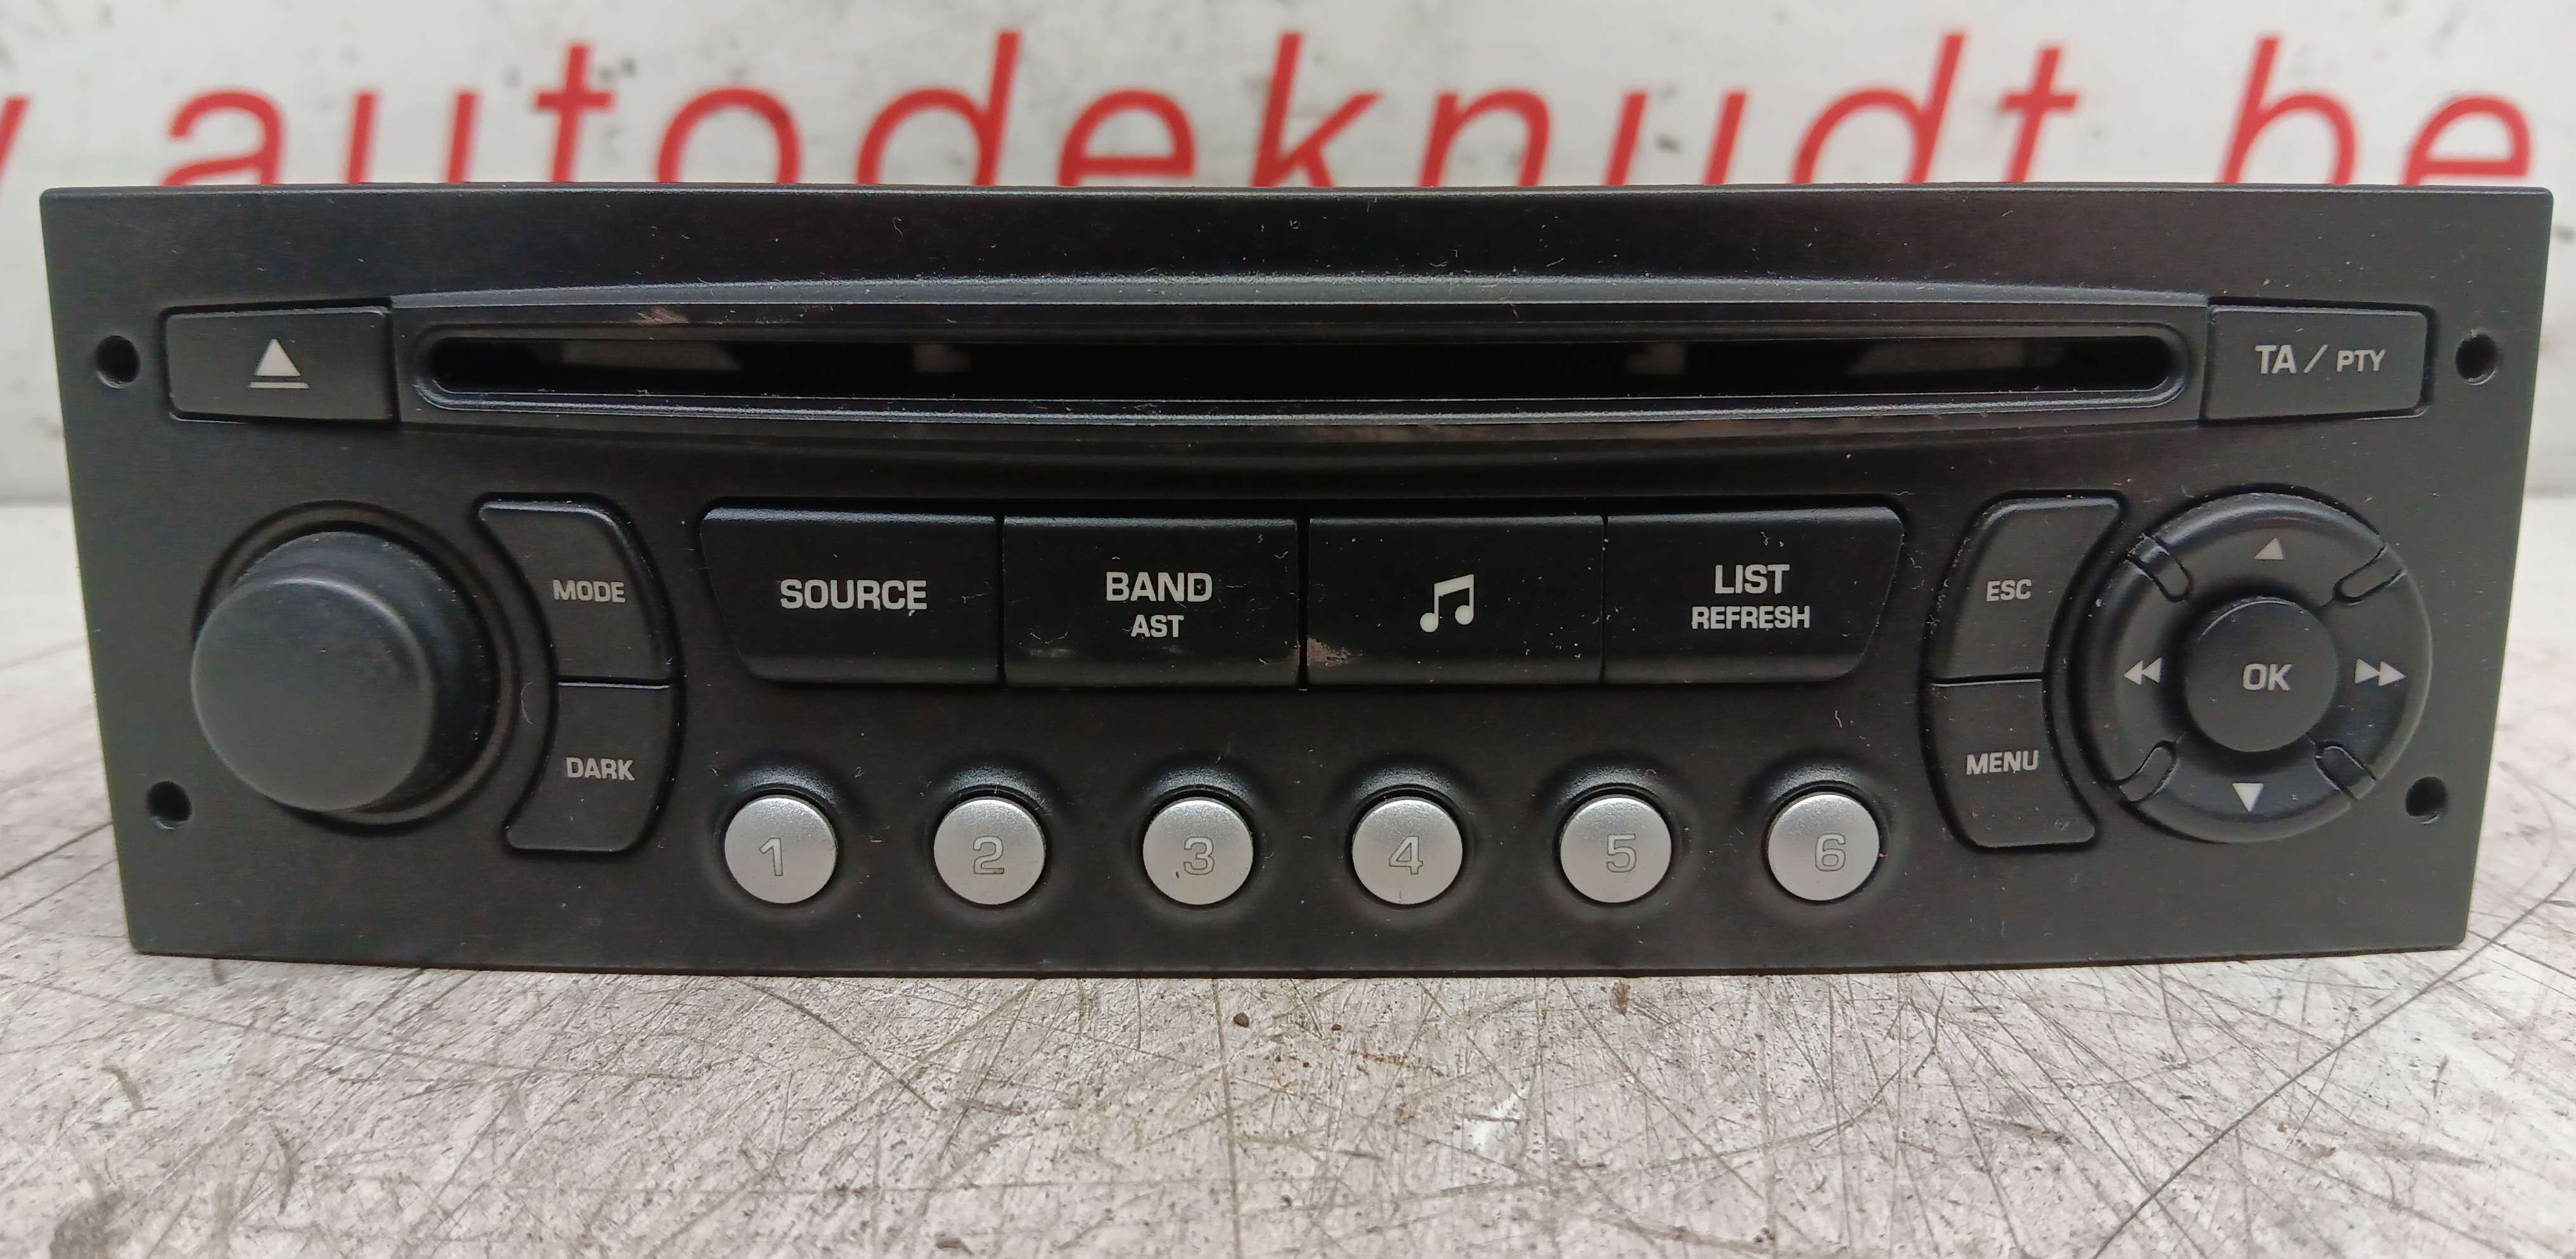 autodeknudt be
TA / PTY
MODE
SOURCE
BAND
AST
LIST
REFRESH
ESC
OK
DARK
MENU
1 2 3 4 5 6